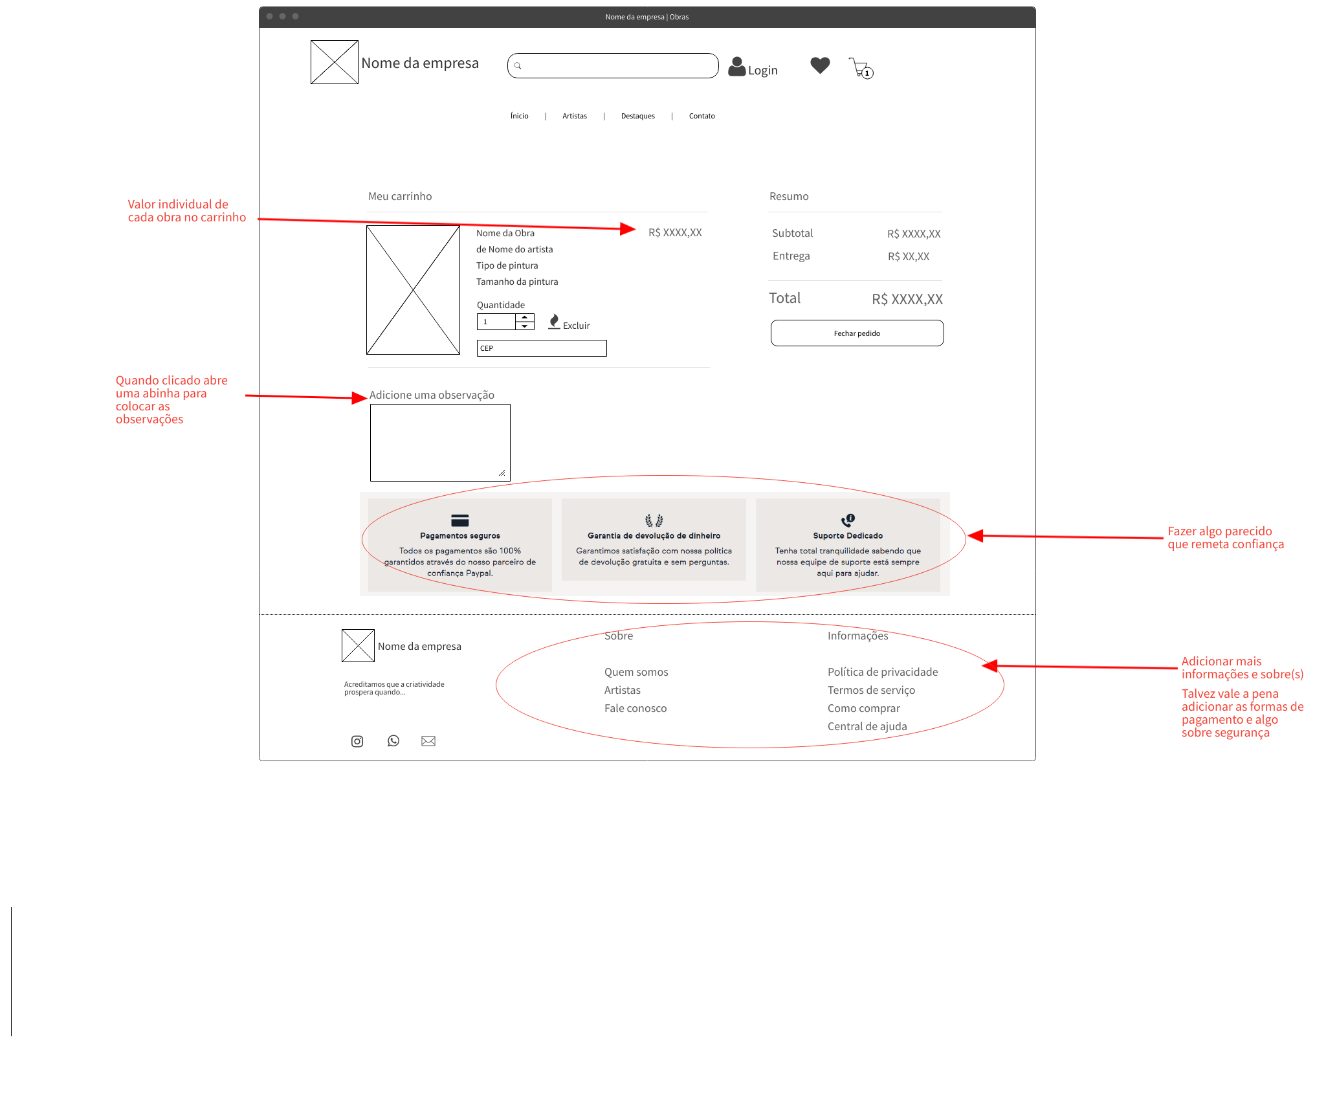 Nome da empresa | Obras
Nome da empresa
Login
1
Ínicio | Artistas | Destaques | Contato
Valor individual de
cada obra no carrinho
Meu carrinho
Nome da Obra
R$ XXXX,XX
de Nome do artista
Tipo de pintura
Tamanho da pintura
Quantidade
1
Excluir
CEP
Resumo
Subtotal R$ XXXX,XX
Entrega R$ XX,XX
Total R$ XXXX,XX
Fechar pedido
Quando clicado abre
uma abinha para
colocar as
observações
Adicione uma observação
Pagamentos seguros
Todos os pagamentos são 100%
garantidos através do nosso parceiro de
confiança Paypal.
Garantia de devolução de dinheiro
Garantimos satisfação com nossa política
de devolução gratuita e sem perguntas.
Suporte Dedicado
Tenha total tranquilidade sabendo que
nossa equipe de suporte está sempre
aqui para ajudar.
Fazer algo parecido
que remeta confiança
Nome da empresa
Acreditamos que a criatividade
prospera quando...
Sobre
Quem somos
Artistas
Fale conosco
Informações
Política de privacidade
Termos de serviço
Como comprar
Central de ajuda
Adicionar mais
informações e sobre(s)
Talvez vale a pena
adicionar as formas de
pagamento e algo
sobre segurança